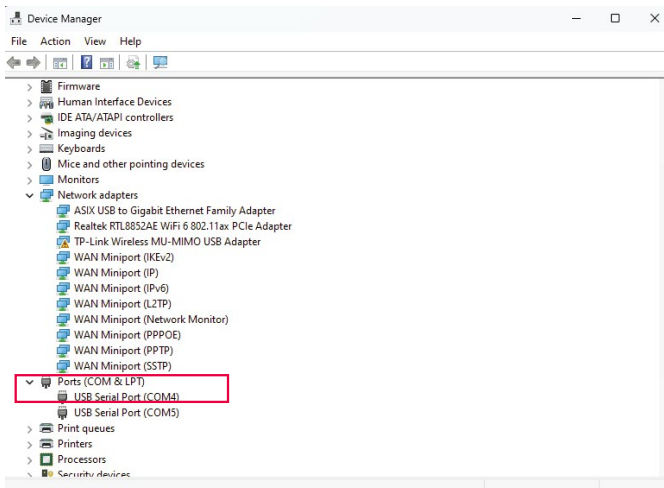 Device Manager
File Action View Help
Firmware
Human Interface Devices
IDE ATA/ATAPI controllers
Imaging devices
Keyboards
Mice and other pointing devices
Monitors
Network adapters
ASIX USB to Gigabit Ethernet Family Adapter
Realtek RTL8852AE WiFi 6 802.11ax PCIe Adapter
TP-Link Wireless MU-MIMO USB Adapter
WAN Miniport (IKEv2)
WAN Miniport (IP)
WAN Miniport (IPv6)
WAN Miniport (L2TP)
WAN Miniport (Network Monitor)
WAN Miniport (PPPOE)
WAN Miniport (PPTP)
WAN Miniport (SSTP)
Ports (COM & LPT)
USB Serial Port (COM4)
USB Serial Port (COM5)
Print queues
Printers
Processors
Security devices